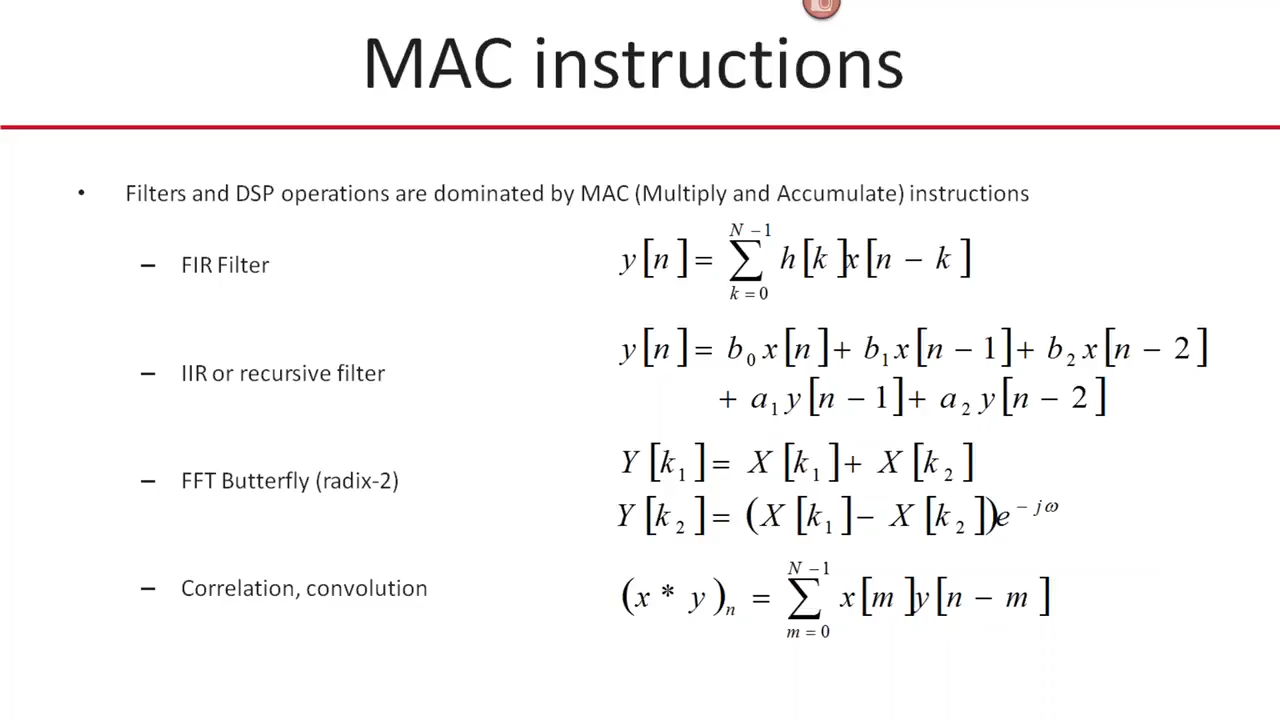 MAC instructions
• Filters and DSP operations are dominated by MAC (Multiply and Accumulate) instructions
– FIR Filter
y[n] = ∑_{k=0}^{N−1} h[k]x[n − k]
– IIR or recursive filter
y[n] = b₀x[n] + b₁x[n − 1] + b₂x[n − 2]
+ a₁y[n − 1] + a₂y[n − 2]
– FFT Butterfly (radix-2)
Y[k₁] = X[k₁] + X[k₂]
Y[k₂] = (X[k₁] − X[k₂])e^{−jω}
– Correlation, convolution
(x * y)ₙ = ∑_{m=0}^{N−1} x[m]y[n − m]